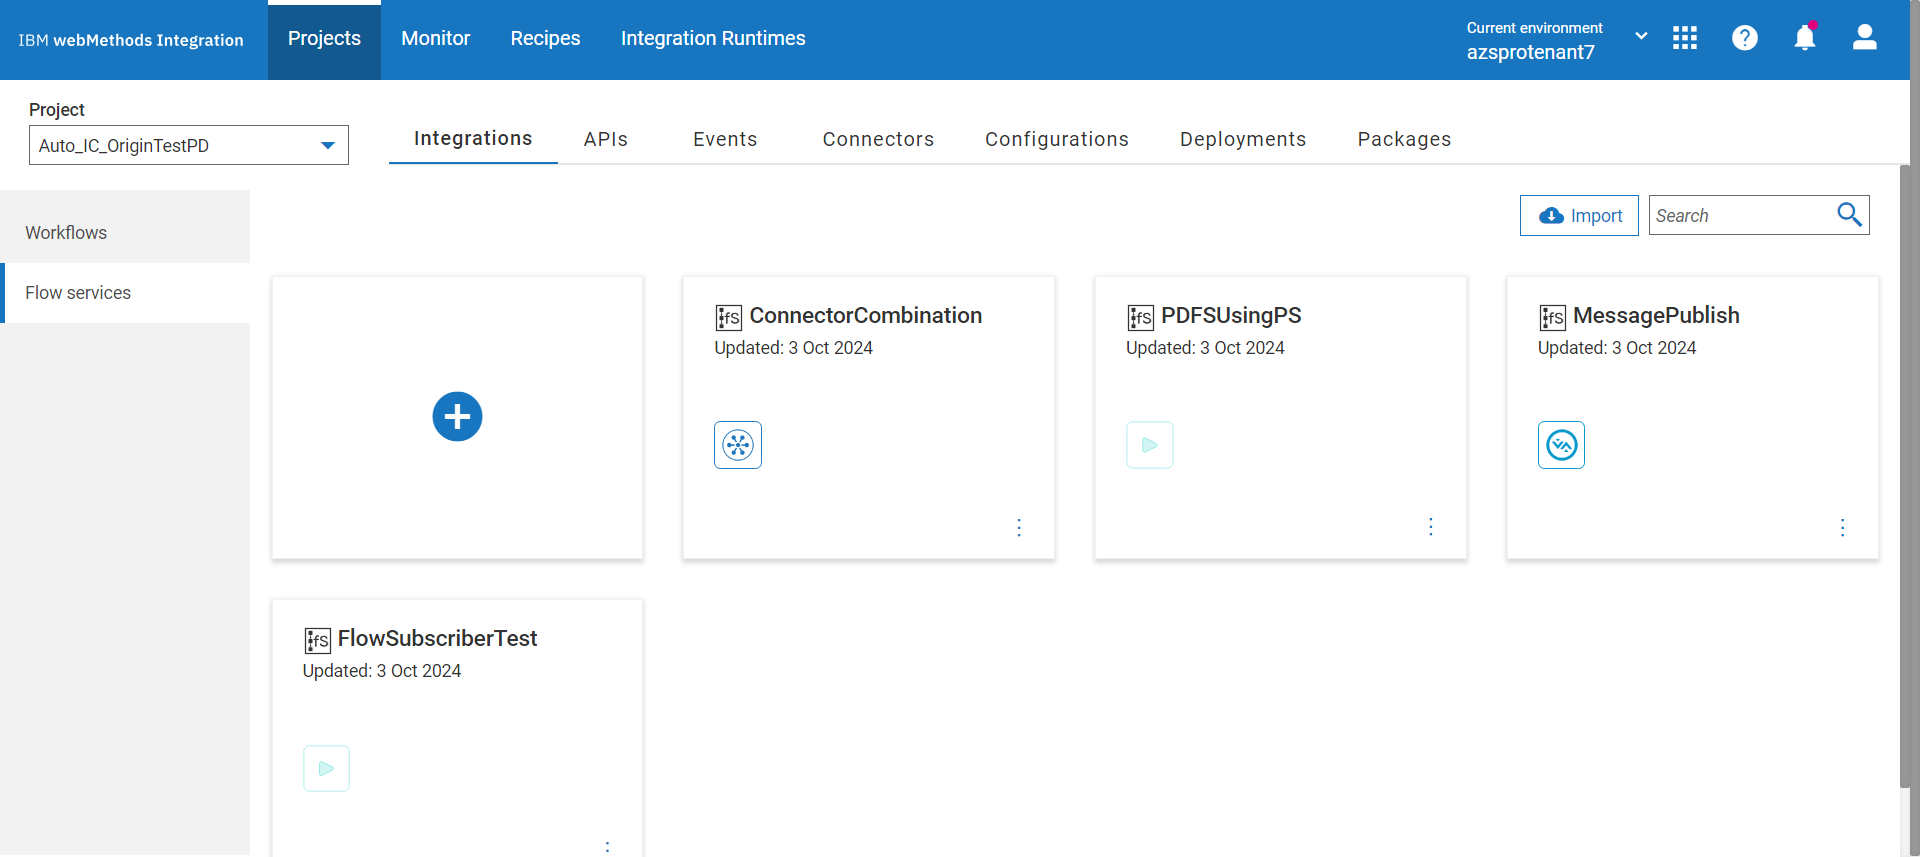 IBM webMethods Integration
Projects
Monitor
Recipes
Integration Runtimes
Current environment
azsprotenant7
?
Project
Auto_IC_OriginTestPD
Integrations
APIs
Events
Connectors
Configurations
Deployments
Packages
Workflows
Flow services
Import
Search
fS ConnectorCombination
Updated: 3 Oct 2024
fS PDFSUsingPS
Updated: 3 Oct 2024
fS MessagePublish
Updated: 3 Oct 2024
fS FlowSubscriberTest
Updated: 3 Oct 2024